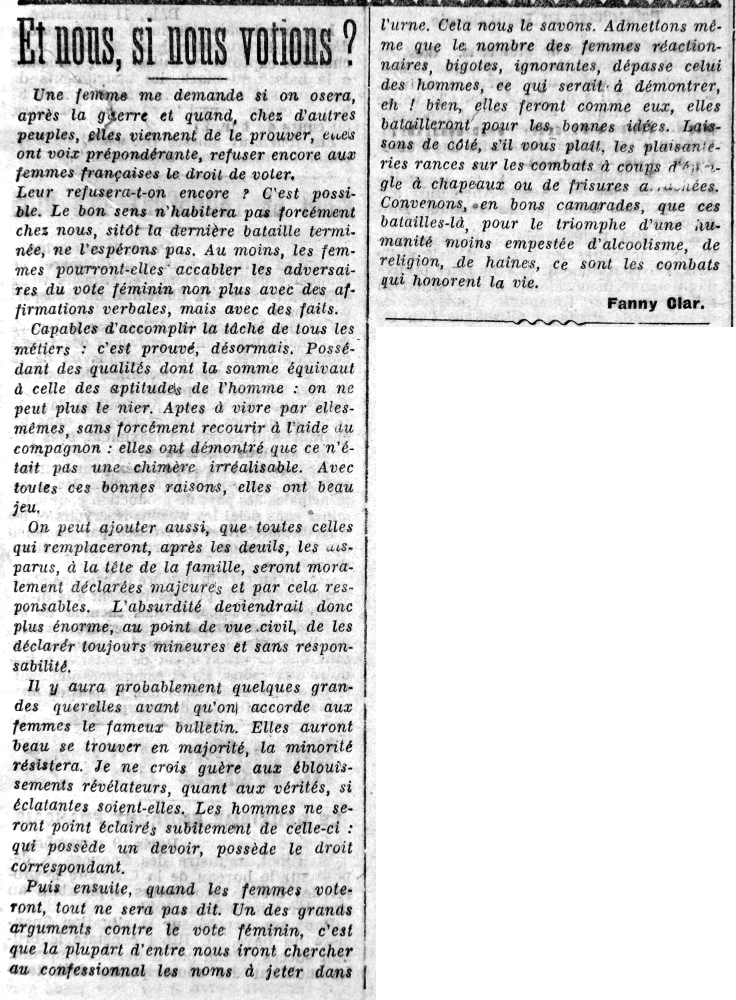 Et nous, si nous votions ?
Une femme me demande si on osera,
après la guerre et quand, chez d'autres
peuples, elles viennent de le prouver, elles
ont voix prépondérante, refuser encore aux
femmes françaises le droit de voter.
Leur refusera-t-on encore ? C'est possi-
ble. Le bon sens n'habitera pas forcément
chez nous, sitôt la dernière bataille termi-
née, ne l'espérons pas. Au moins, les fem-
mes pourront-elles accabler les adversai-
res du vote féminin non plus avec des af-
firmations verbales, mais avec des faits.
Capables d'accomplir la tâche de tous les
métiers : c'est prouvé, désormais. Possé-
dant des qualités dont la somme équivaut
à celle des aptitudes de l'homme : on ne
peut plus le nier. Aptes à vivre par elles-
mêmes, sans forcément recourir à l'aide du
compagnon : elles ont démontré que ce n'é-
tait pas une chimère irréalisable. Avec
toutes ces bonnes raisons, elles ont beau
jeu.
On peut ajouter aussi, que toutes celles
qui remplaceront, après les deuils, les dis-
parus, à la tête de la famille, seront mora-
lement déclarées majeures et par cela res-
ponsables. L'absurdité deviendrait donc
plus énorme, au point de vue civil, de les
déclarer toujours mineures et sans respon-
sabilité.
Il y aura probablement quelques gran-
des querelles avant qu'on accorde aux
femmes le fameux bulletin. Elles auront
beau se trouver en majorité, la minorité
résistera. Je ne crois guère aux éblouis-
sements révélateurs, quant aux vérités, si
éclatantes soient-elles. Les hommes ne se-
ront point éclairés subitement de celle-ci :
qui possède un devoir, possède le droit
correspondant.
Puis ensuite, quand les femmes vote-
ront, tout ne sera pas dit. Un des grands
arguments contre le vote féminin, c'est
que la plupart d'entre nous iront chercher
au confessionnal les noms à jeter dans
l'urne. Cela nous le savons. Admettons mê-
me que le nombre des femmes réaction-
naires, bigotes, ignorantes, dépasse celui
des hommes, ce qui serait à démontrer,
eh ! bien, elles feront comme eux, elles
batailleront pour les bonnes idées. Lais-
sons de côté, s'il vous plaît, les plaisante-
ries rances sur les combats à coups d'épin-
gle à chapeaux ou de frisures arrachées.
Convenons, en bons camarades, que ces
batailles-là, pour le triomphe d'une hu-
manité moins empestée d'alcoolisme, de
religion, de haines, ce sont les combats
qui honorent la vie.
Fanny Clar.